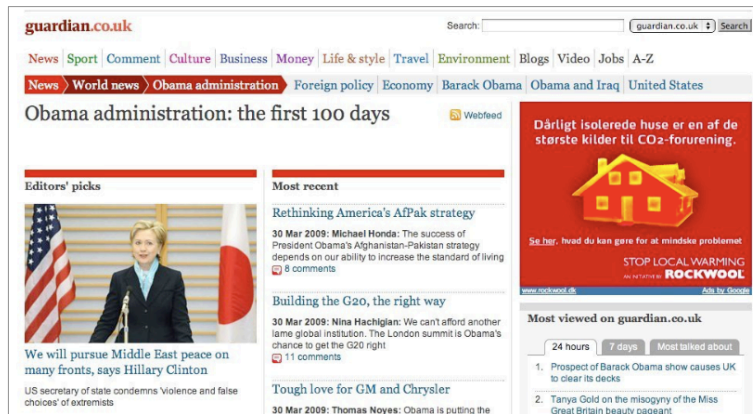 guardian.co.uk
Search:
guardian.co.uk
Search
News Sport Comment Culture Business Money Life & style Travel Environment Blogs Video Jobs A-Z
News World news Obama administration Foreign policy Economy Barack Obama Obama and Iraq United States
Obama administration: the first 100 days
Webfeed
Editors' picks
We will pursue Middle East peace on
many fronts, says Hillary Clinton
US secretary of state condemns 'violence and false
choices' of extremists
Most recent
Rethinking America's AfPak strategy
30 Mar 2009: Michael Honda: The success of
President Obama's Afghanistan-Pakistan strategy
depends on our ability to increase the standard of living
8 comments
Building the G20, the right way
30 Mar 2009: Nina Hachigian: We can't afford another
lame global institution. The London summit is Obama's
chance to get the G20 right
11 comments
Tough love for GM and Chrysler
30 Mar 2009: Thomas Noyes: Obama is putting the
Dårligt isolerede huse er en af de
største kilder til CO2-forurening.
Se her, hvad du kan gøre for at mindske problemet
STOP LOCAL WARMING
AN INITIATIVE BY ROCKWOOL
www.rockwool.dk
Ads by Google
Most viewed on guardian.co.uk
24 hours 7 days Most talked about
1. Prospect of Barack Obama show causes UK
to clear its decks
2. Tanya Gold on the misogyny of the Miss
Great Britain beauty pageant